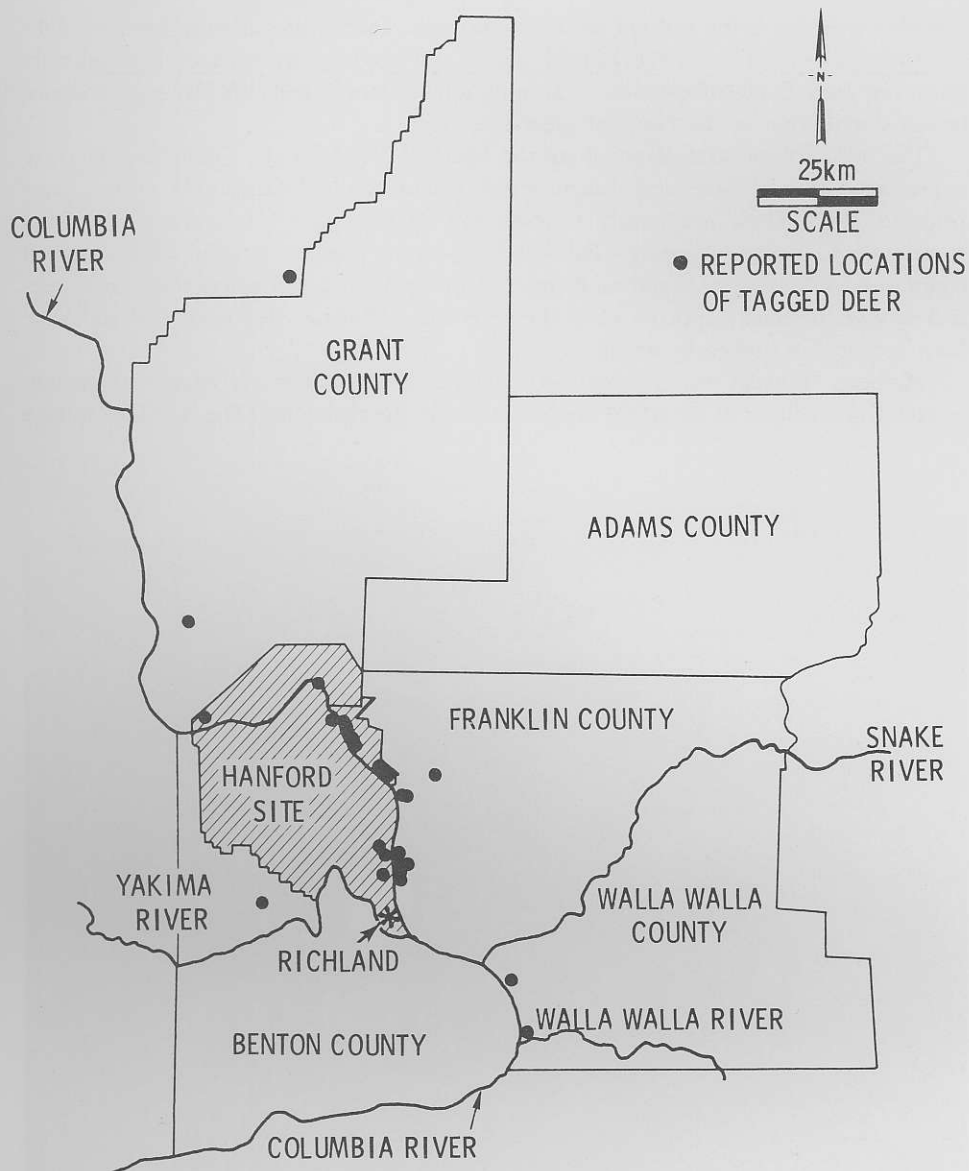 -N-
25km
SCALE
● REPORTED LOCATIONS
OF TAGGED DEER
COLUMBIA
RIVER
GRANT
COUNTY
ADAMS COUNTY
FRANKLIN COUNTY
SNAKE
RIVER
HANFORD
SITE
YAKIMA
RIVER
WALLA WALLA
COUNTY
RICHLAND
WALLA WALLA RIVER
BENTON COUNTY
COLUMBIA RIVER